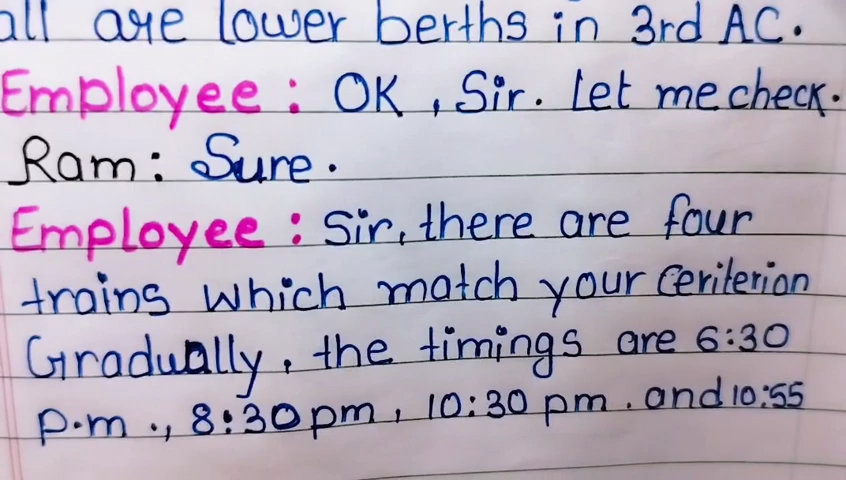 all are lower berths in 3rd AC.
Employee : OK, Sir. Let me check.
Ram : Sure.
Employee : Sir, there are four
trains which match your Ceriterion
Gradually, the timings are 6:30
p.m., 8:30 pm, 10:30 pm. and 10:55